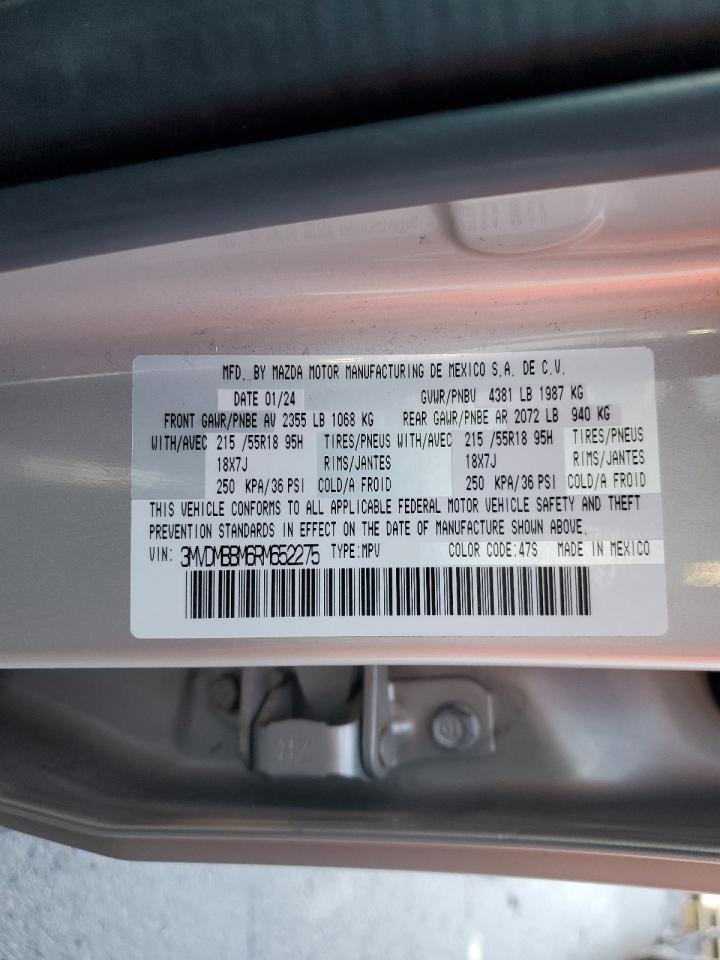 MFD. BY MAZDA MOTOR MANUFACTURING DE MEXICO S.A. DE C.V.
DATE 01/24 GVWR/PNBV 4381 LB 1987 KG
FRONT GAWR/PNBE AV 2355 LB 1068 KG REAR GAWR/PNBE AR 2072 LB 940 KG
WITH/AVEC 215 /55R18 95H TIRES/PNEUS WITH/AVEC 215 /55R18 95H TIRES/PNEUS
18X7J RIMS/JANTES 18X7J RIMS/JANTES
250 KPA/36 PSI COLD/A FROID 250 KPA/36 PSI COLD/A FROID
THIS VEHICLE CONFORMS TO ALL APPLICABLE FEDERAL MOTOR VEHICLE SAFETY AND THEFT
PREVENTION STANDARDS IN EFFECT ON THE DATE OF MANUFACTURE SHOWN ABOVE.
VIN: 3MVDMBBM6RM652275 TYPE:MPV COLOR CODE:47S MADE IN MEXICO